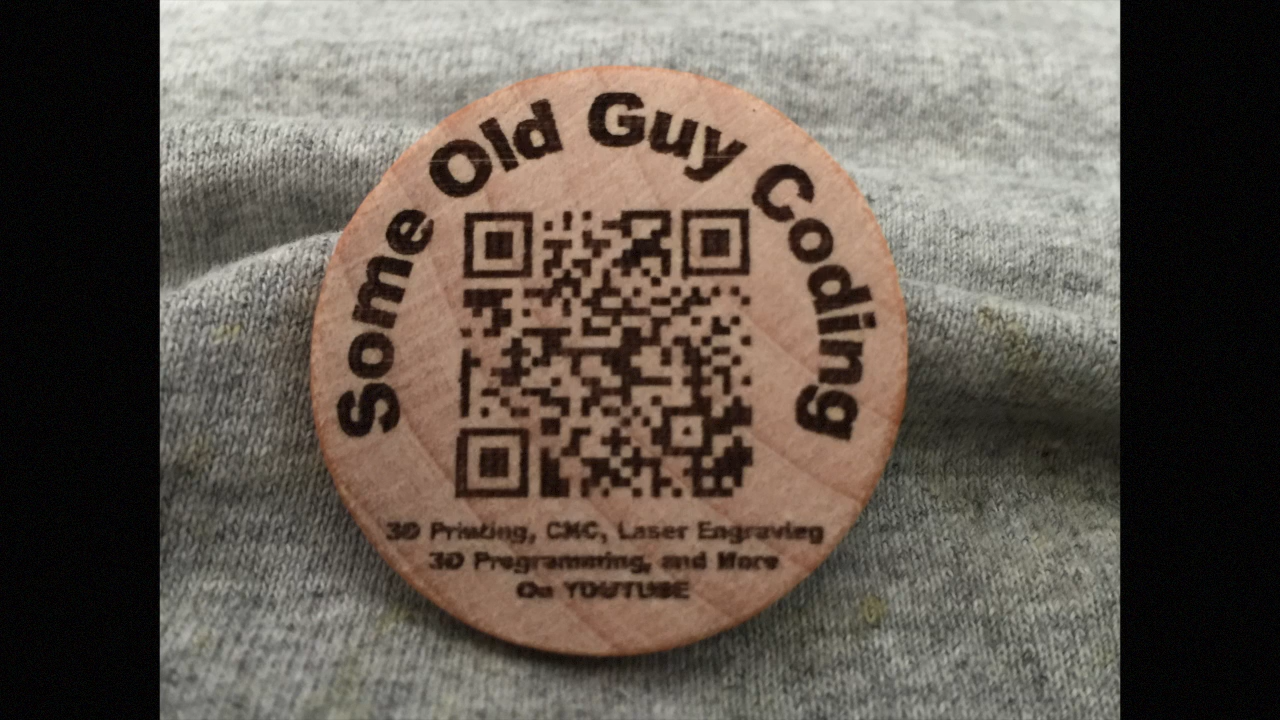 Some Old Guy Coding
3D Printing, CNC, Laser Engraving
3D Programming, and More
On YOUTUBE